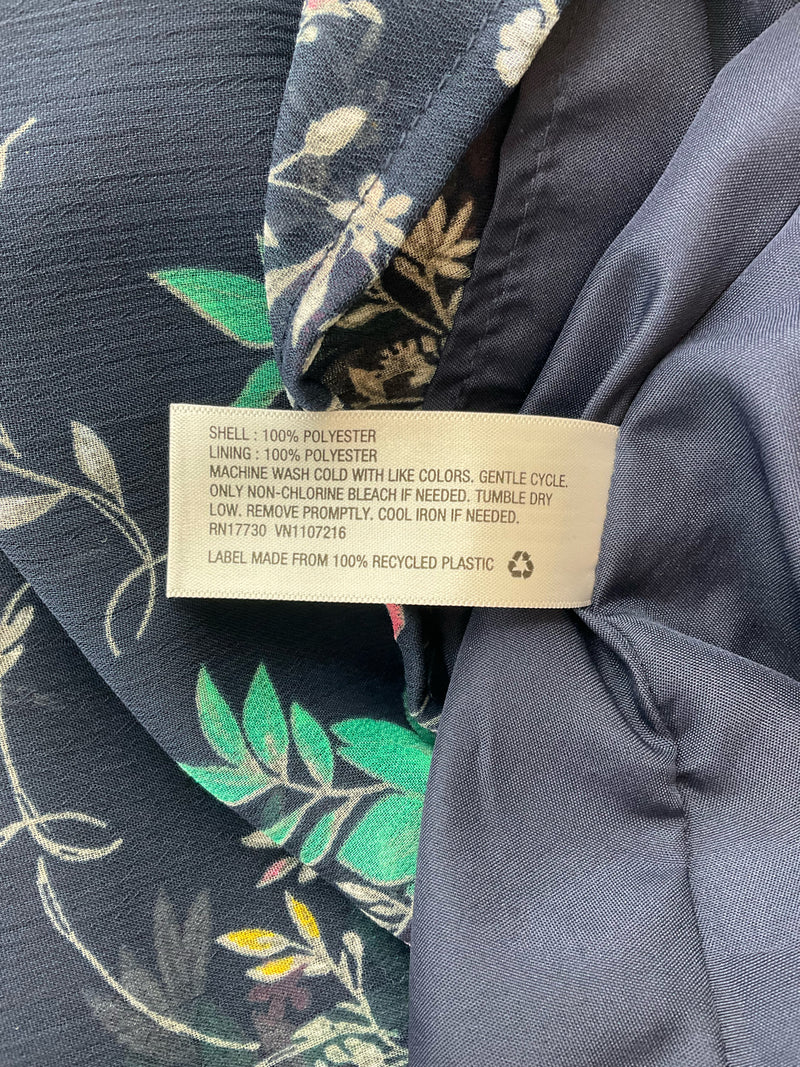 SHELL : 100% POLYESTER
LINING : 100% POLYESTER
MACHINE WASH COLD WITH LIKE COLORS. GENTLE CYCLE.
ONLY NON-CHLORINE BLEACH IF NEEDED. TUMBLE DRY
LOW. REMOVE PROMPTLY. COOL IRON IF NEEDED.
RN17730 VN1107216
LABEL MADE FROM 100% RECYCLED PLASTIC